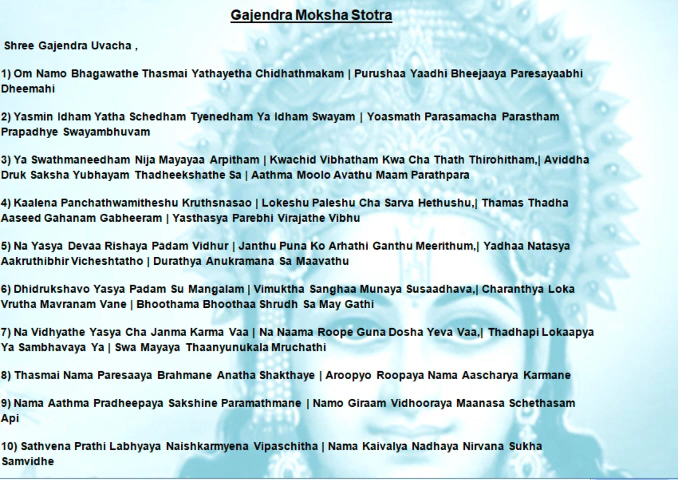 Gajendra Moksha Stotra
Shree Gajendra Uvacha ,
1) Om Namo Bhagawathe Thasmai Yathayetha Chidhathmakam | Purushaa Yaadhi Bheejaaya Paresayaabhi
Dheemahi
2) Yasmin Idham Yatha Schedham Tyenedham Ya Idham Swayam | Yoasmath Parasamacha Parastham
Prapadhye Swayambhuvam
3) Ya Swathmaneedham Nija Mayayaa Arpitham | Kwachid Vibhatham Kwa Cha Thath Thirohitham,| Aviddha
Druk Saksha Yubhayam Thadheekshathe Sa | Aathma Moolo Avathu Maam Parathpara
4) Kaalena Panchathwamitheshu Kruthsnasao | Lokeshu Paleshu Cha Sarva Hethushu,| Thamas Thadha
Aaseed Gahanam Gabheeram | Yasthasya Parebhi Virajathe Vibhu
5) Na Yasya Devaa Rishaya Padam Vidhur | Janthu Puna Ko Arhathi Ganthu Meerithum,| Yadhaa Natasya
Aakruthibhir Vicheshtatho | Durathya Anukramana Sa Maavathu
6) Dhidrukshavo Yasya Padam Su Mangalam | Vimuktha Sanghaa Munaya Susaadhava,| Charanthya Loka
Vrutha Mavranam Vane | Bhoothama Bhoothaa Shrudh Sa May Gathi
7) Na Vidhyathe Yasya Cha Janma Karma Vaa | Na Naama Roope Guna Dosha Yeva Vaa,| Thadhapi Lokaapya
Ya Sambhavaya Ya | Swa Mayaya Thaanyunukala Mruchathi
8) Thasmai Nama Paresaaya Brahmane Anatha Shakthaye | Aroopyo Roopaya Nama Aascharya Karmane
9) Nama Aathma Pradheepaya Sakshine Paramathmane | Namo Giraam Vidhooraya Maanasa Schethasam
Api
10) Sathvena Prathi Labhyaya Naishkarmyena Vipaschitha | Nama Kaivalya Nadhaya Nirvana Sukha
Samvidhe